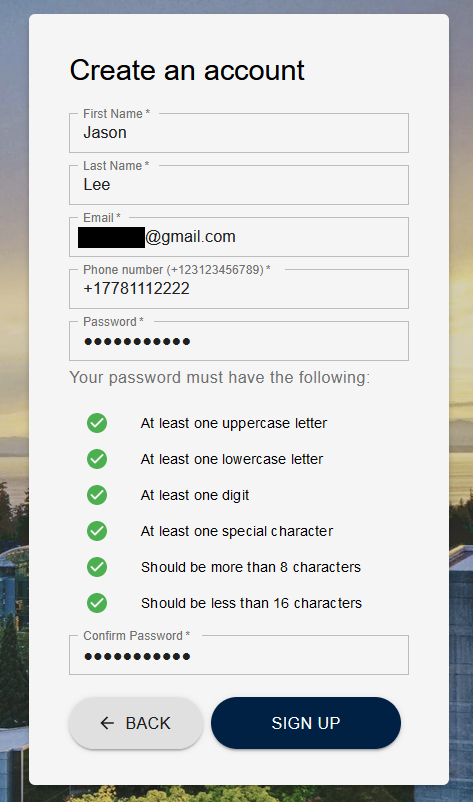 Create an account
First Name *
Jason
Last Name *
Lee
Email *
@gmail.com
Phone number (+123123456789) *
+17781112222
Password *
●●●●●●●●●●●
Your password must have the following:
At least one uppercase letter
At least one lowercase letter
At least one digit
At least one special character
Should be more than 8 characters
Should be less than 16 characters
Confirm Password *
●●●●●●●●●●●
BACK
SIGN UP